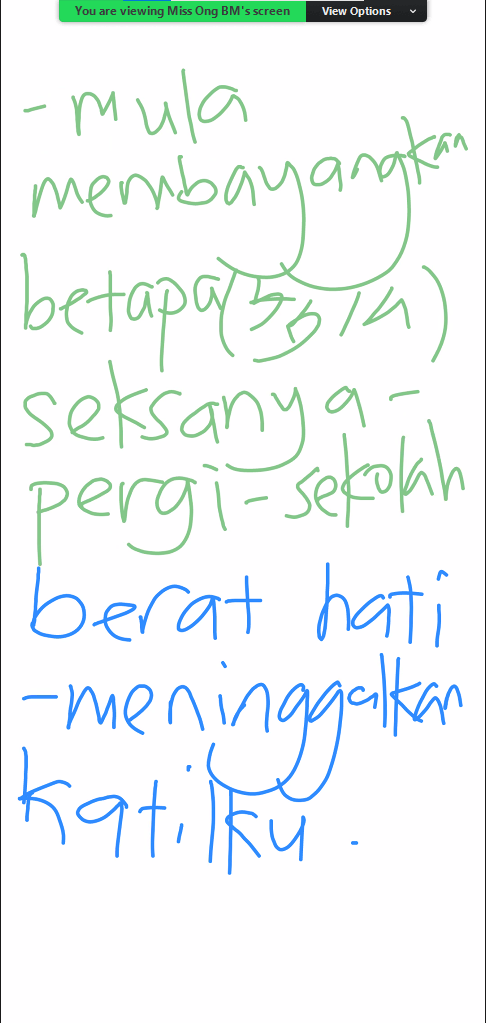 You are viewing Miss Ong BM's screen View Options
- mula
membayangkan
betapa (33/4)
seksanya -
pergi - sekolah
berat hati
- meninggalkan
katilku .